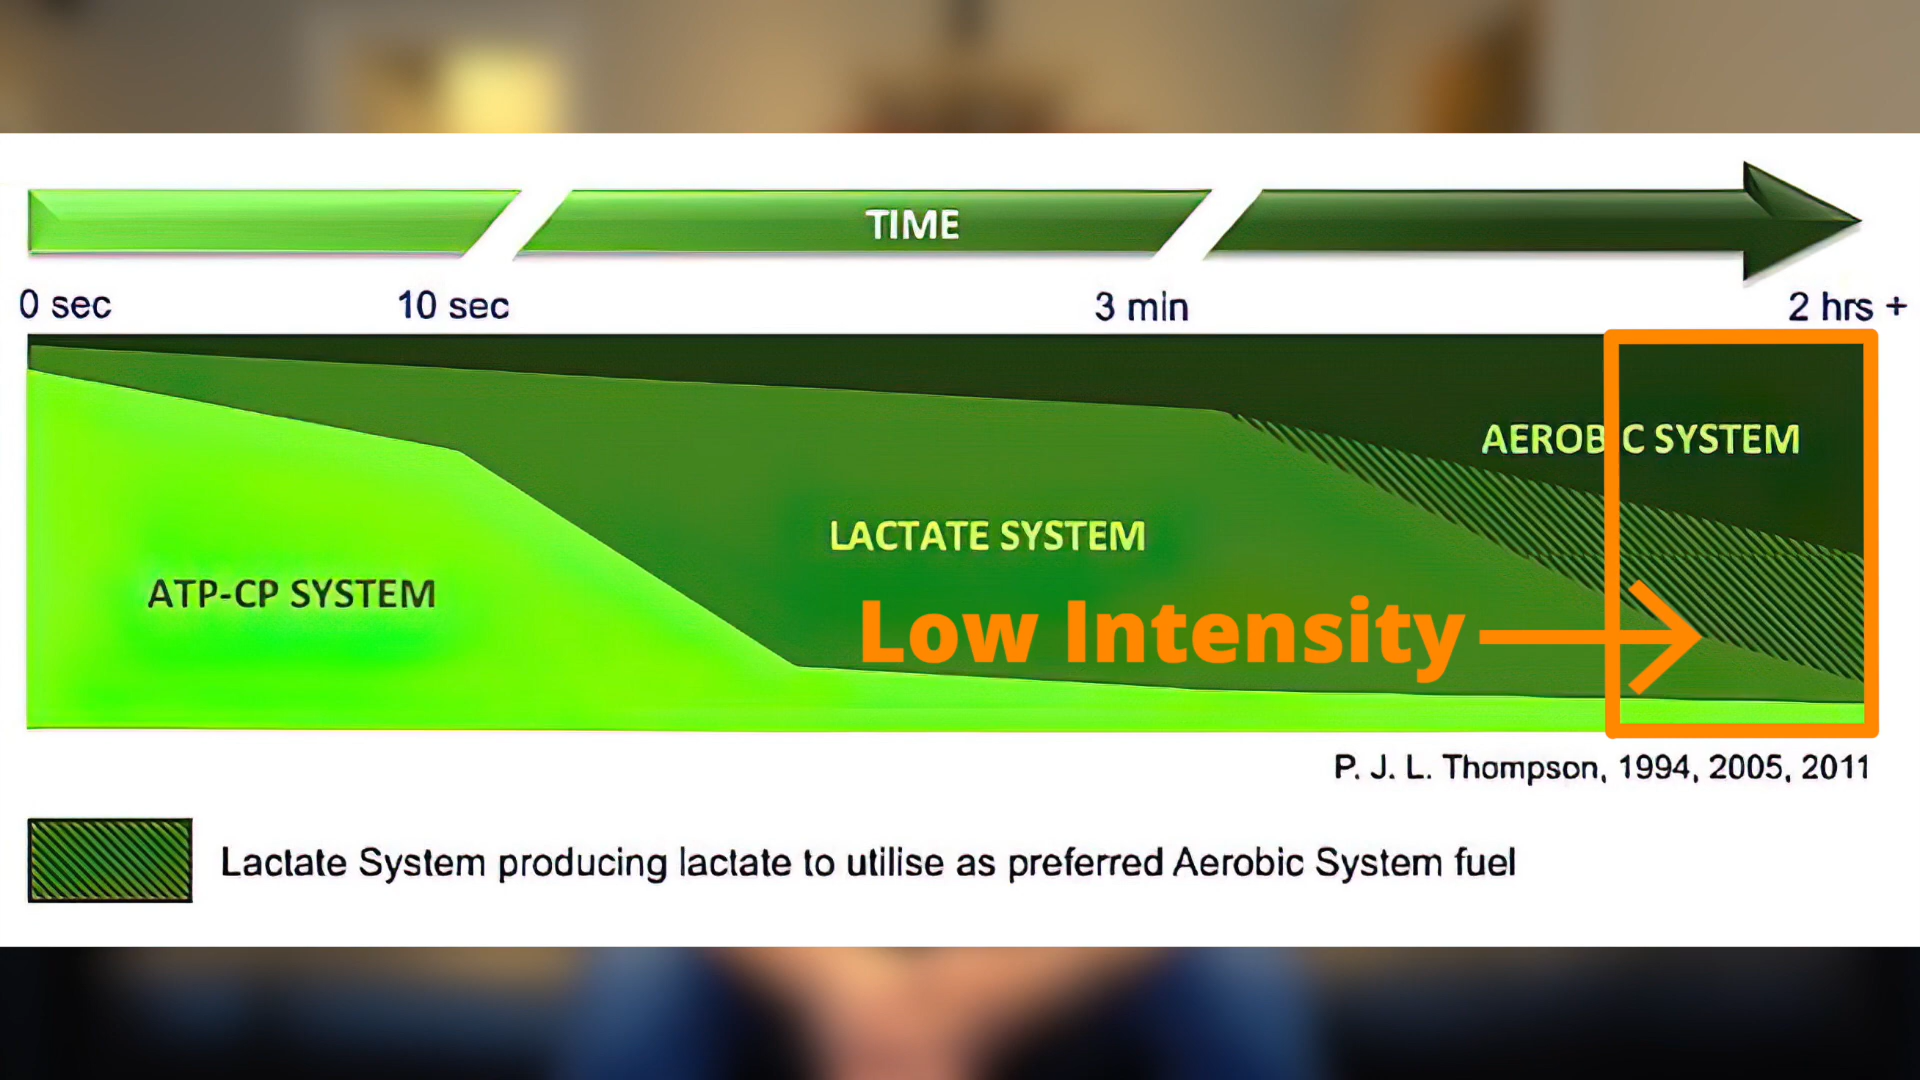 TIME
0 sec 10 sec 3 min 2 hrs +
AEROBIC SYSTEM
LACTATE SYSTEM
ATP-CP SYSTEM
Low Intensity
P. J. L. Thompson, 1994, 2005, 2011
Lactate System producing lactate to utilise as preferred Aerobic System fuel